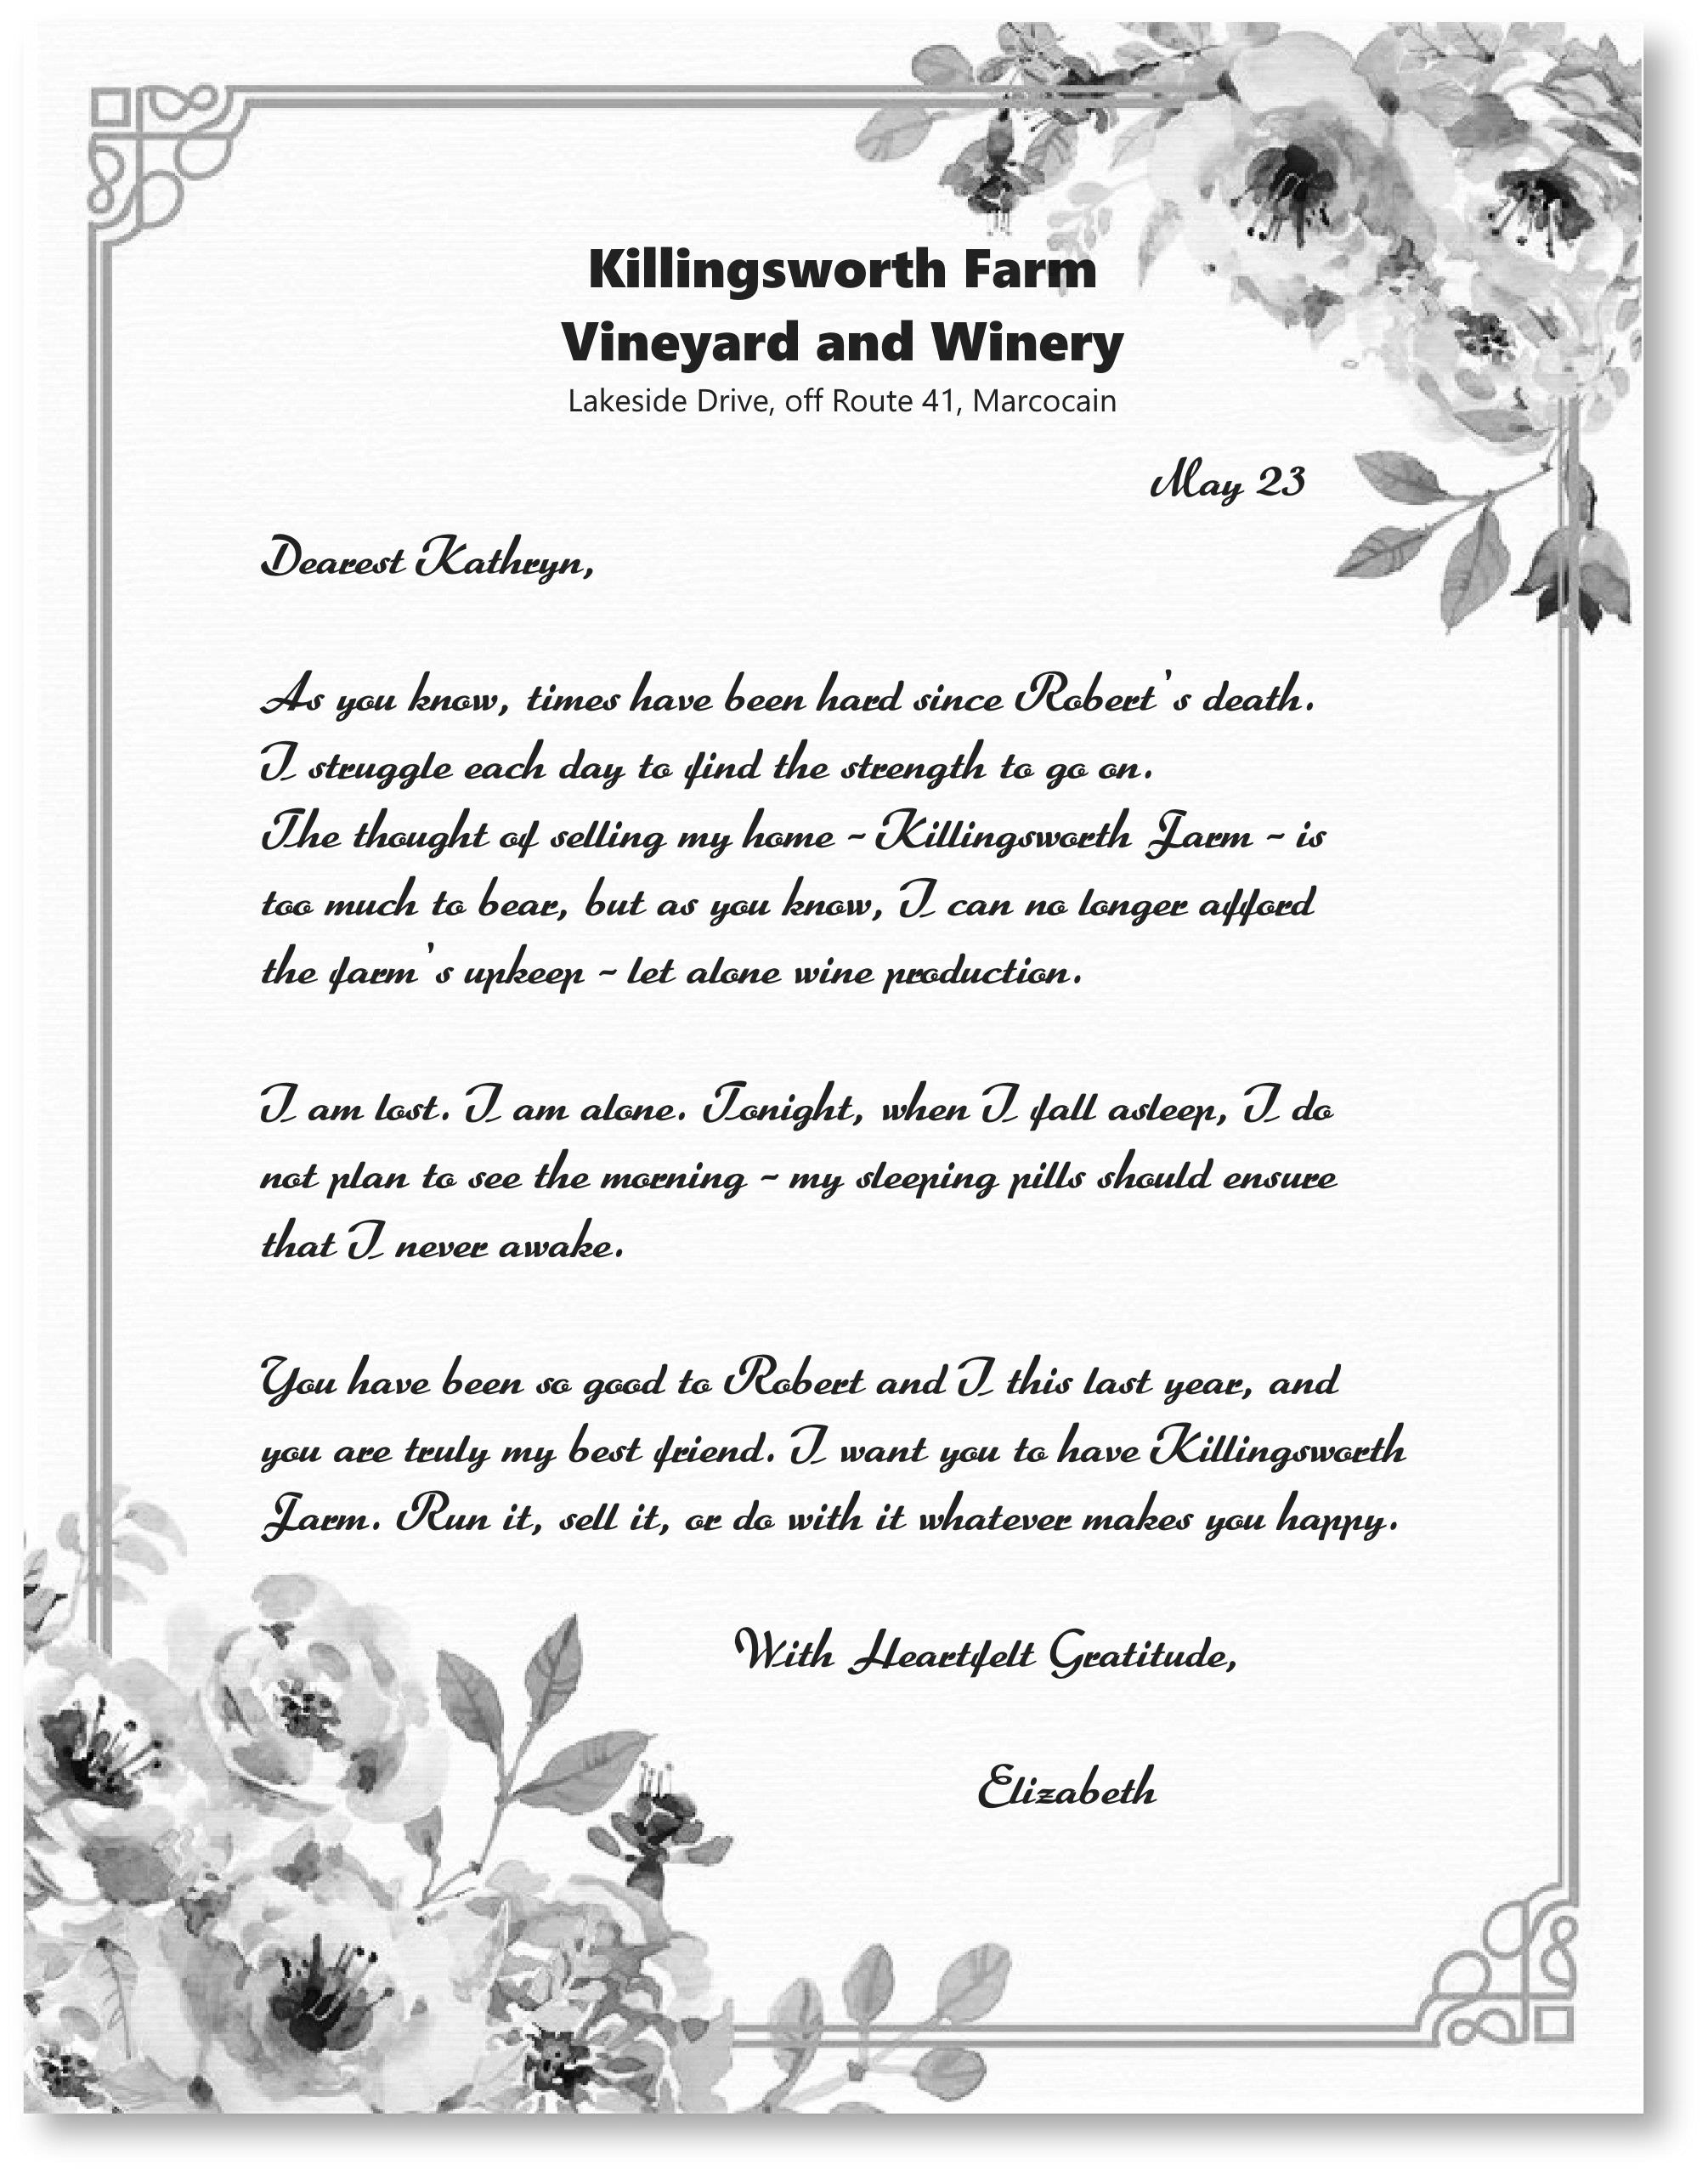 Killingsworth Farm
Vineyard and Winery
Lakeside Drive, off Route 41, Marcocain
May 23
Dearest Kathryn,
As you know, times have been hard since Robert's death.
I struggle each day to find the strength to go on.
The thought of selling my home ~ Killingsworth Farm ~ is
too much to bear, but as you know, I can no longer afford
the farm's upkeep ~ let alone wine production.
I am lost. I am alone. Tonight, when I fall asleep, I do
not plan to see the morning ~ my sleeping pills should ensure
that I never awake.
You have been so good to Robert and I this last year, and
you are truly my best friend. I want you to have Killingsworth
Farm. Run it, sell it, or do with it whatever makes you happy.
With Heartfelt Gratitude,
Elizabeth